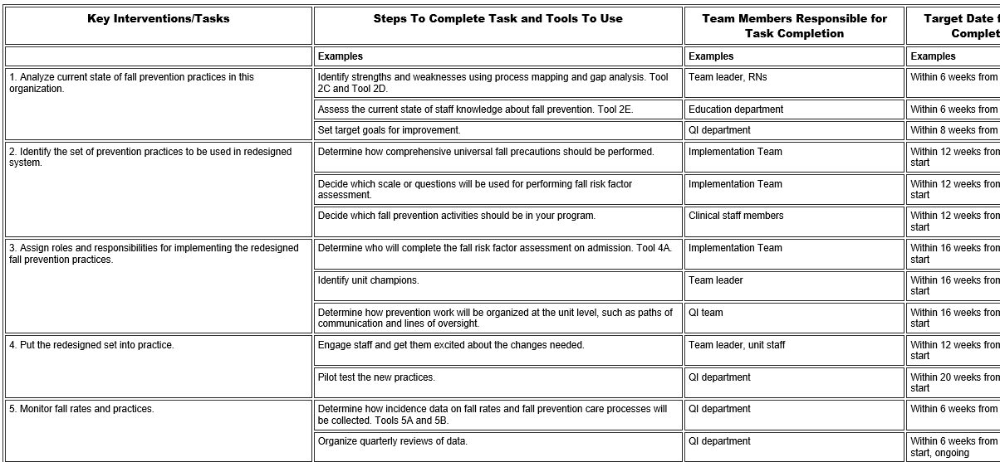 Key Interventions/Tasks
Steps To Complete Task and Tools To Use
Team Members Responsible for
Task Completion
Target Date
Examples
Examples
Examples
1. Analyze current state of fall prevention practices in this
organization.
Identify strengths and weaknesses using process mapping and gap analysis. Tool
2C and Tool 2D.
Team leader, RNs
Within 6 weeks from
Assess the current state of staff knowledge about fall prevention. Tool 2E.
Education department
Within 6 weeks from
Set target goals for improvement.
QI department
Within 8 weeks from
2. Identify the set of prevention practices to be used in redesigned
system.
Determine how comprehensive universal fall precautions should be performed.
Implementation Team
Within 12 weeks from
start
Decide which scale or questions will be used for performing fall risk factor
assessment.
Implementation Team
Within 12 weeks from
start
Decide which fall prevention activities should be in your program.
Clinical staff members
Within 12 weeks from
start
3. Assign roles and responsibilities for implementing the redesigned
fall prevention practices.
Determine who will complete the fall risk factor assessment on admission. Tool 4A.
Implementation Team
Within 16 weeks from
start
Identify unit champions.
Team leader
Within 16 weeks from
start
Determine how prevention work will be organized at the unit level, such as paths of
communication and lines of oversight.
QI team
Within 16 weeks from
start
4. Put the redesigned set into practice.
Engage staff and get them excited about the changes needed.
Team leader, unit staff
Within 12 weeks from
start
Pilot test the new practices.
QI department
Within 20 weeks from
start
5. Monitor fall rates and practices.
Determine how incidence data on fall rates and fall prevention care processes will
be collected. Tools 5A and 5B.
QI department
Within 6 weeks from
Organize quarterly reviews of data.
QI department
Within 6 weeks from
start, ongoing